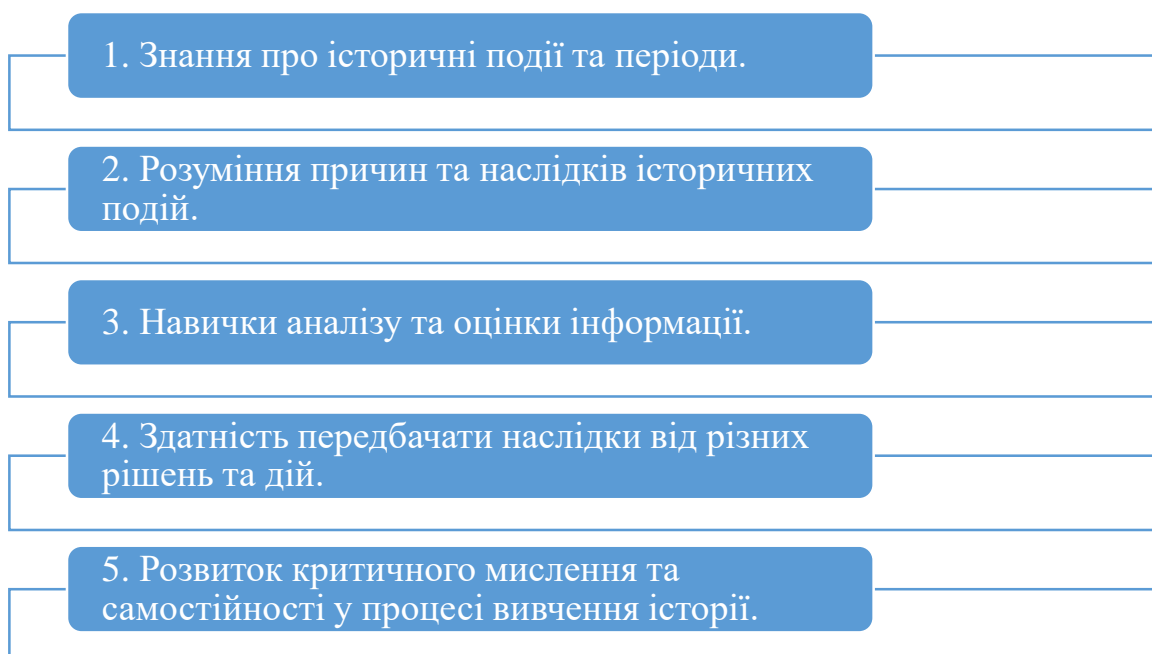 1. Знання про історичні події та періоди.
2. Розуміння причин та наслідків історичних
подій.
3. Навички аналізу та оцінки інформації.
4. Здатність передбачати наслідки від різних
рішень та дій.
5. Розвиток критичного мислення та
самостійності у процесі вивчення історії.